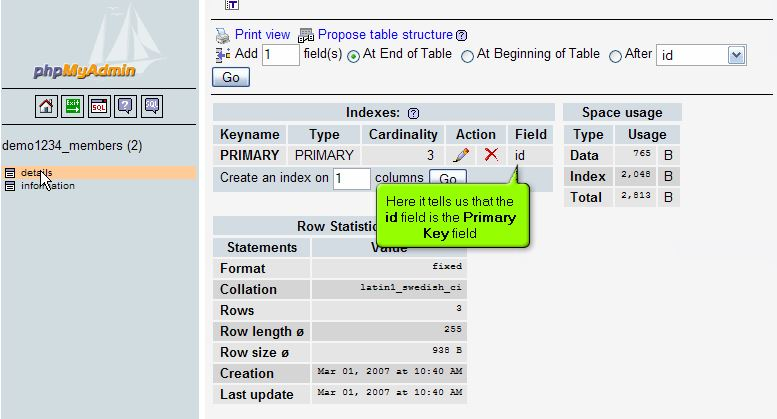 phpMyAdmin
Exit
SQL
?
SQL
demo1234_members (2)
details
information
T
Print view Propose table structure ?
Add 1 field(s) At End of Table At Beginning of Table After id
Go
Indexes: ?
Keyname Type Cardinality Action Field
PRIMARY PRIMARY 3 id
Create an index on 1 columns Go
Here it tells us that the
id field is the Primary
Key field
Space usage
Type Usage
Data 765 B
Index 2,048 B
Total 2,813 B
Row Statistic
Statements Value
Format fixed
Collation latin1_swedish_ci
Rows 3
Row length ø 255
Row size ø 938 B
Creation Mar 01, 2007 at 10:40 AM
Last update Mar 01, 2007 at 10:40 AM